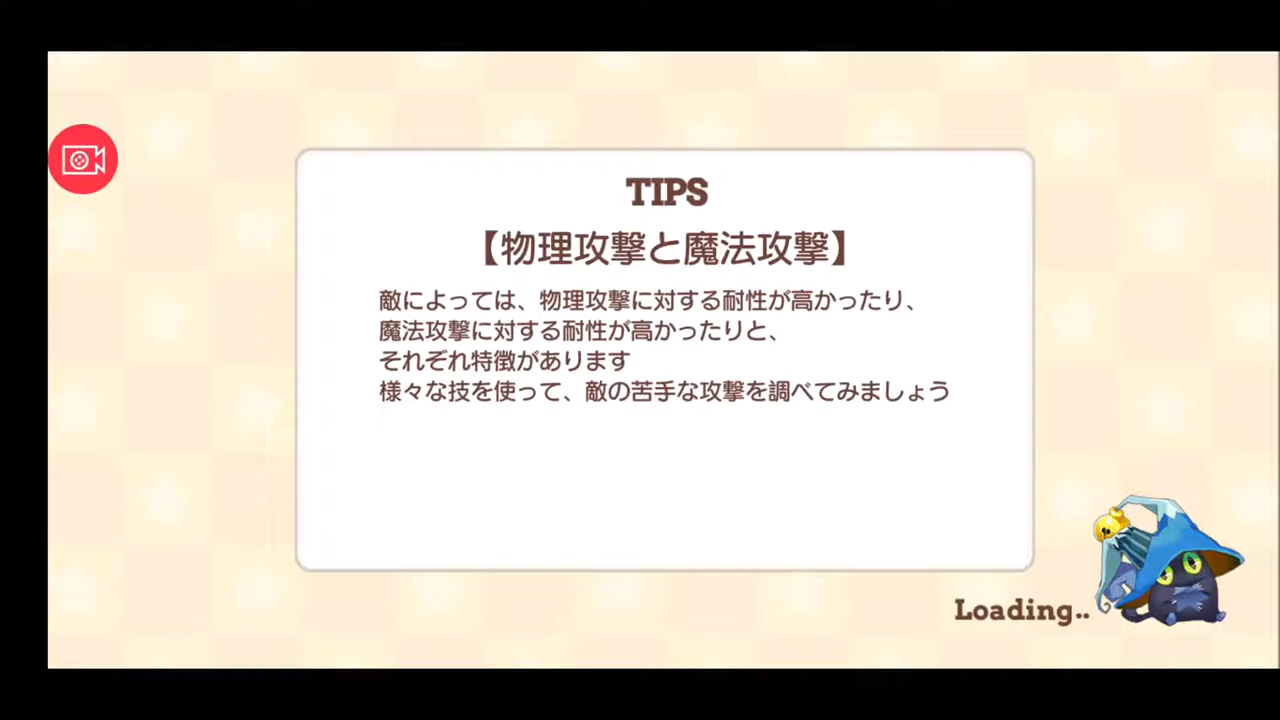 TIPS
【物理攻撃と魔法攻撃】
敵によっては、物理攻撃に対する耐性が高かったり、
魔法攻撃に対する耐性が高かったりと、
それぞれ特徴があります
様々な技を使って、敵の苦手な攻撃を調べてみましょう
Loading..